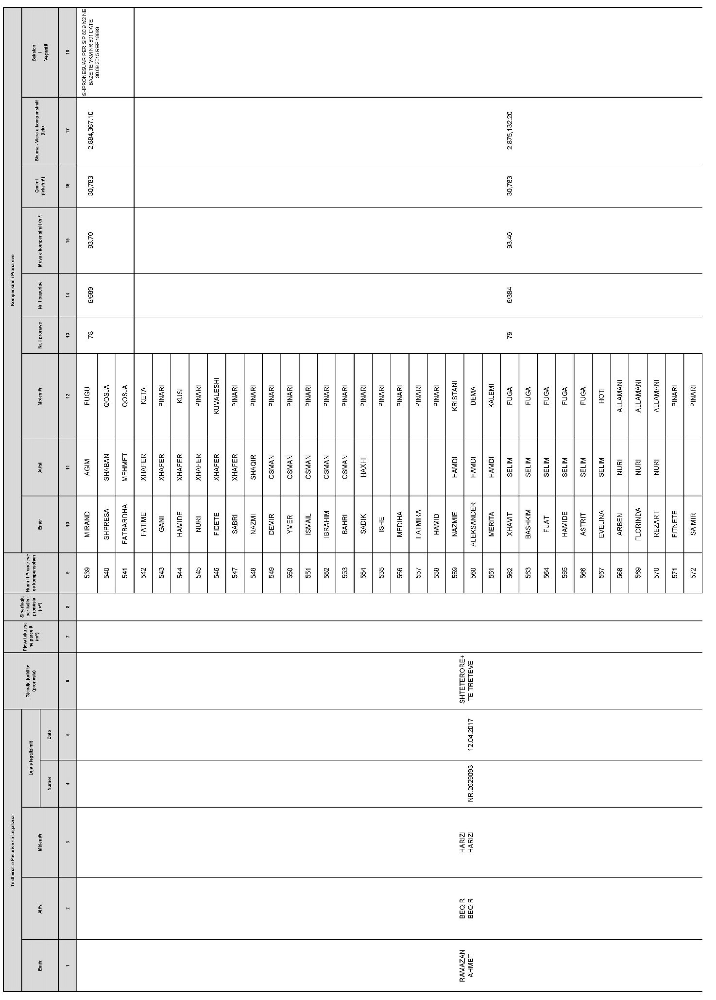 Të dhënat e Pasurisë së Legalizuar
Kompensimi i Pronarëve
Emër
Atësi
Mbiemër
Leja e legalizimit
Numer
Date
Gjendja juridike
(pronesia)
Pjesa takuese
në parcelë
(m²)
Sipërfaqja
për kalim
pronësie
(m²)
Numri i Pronareve
qe kompensohen
Emër
Atësi
Mbiemër
Nr. i pronave
Nr. i pasurisë
Masa e kompensimit (m²)
Çmimi
(leke/m²)
Shuma - Vlera e kompensimit
(lek)
Seksioni
i
Veçantë
1 2 3 4 5 6 7 8 9 10 11 12 13 14 15 16 17 18
539 MIRAND AGIM FUGU
540 SHPRESA SHABAN QOSJA
541 FATBARDHA MEHMET QOSJA
78 6/689 93.70 30,783 2,884,367.10
SHPRONESUAR PER SIP 80.9 M2 NE
BAZE TE VKM NR 801 DATE
30.09.2015 REF 18989
542 FATIME XHAFER KETA
543 GANI XHAFER PINARI
544 HAMIDE XHAFER KUSI
545 NURI XHAFER PINARI
546 FIDETE XHAFER KUVALESHI
547 SABRI XHAFER PINARI
548 NAZMI SHAQIR PINARI
549 DEMIR OSMAN PINARI
550 YMER OSMAN PINARI
551 ISMAIL OSMAN PINARI
552 IBRAHIM OSMAN PINARI
553 BAHRI OSMAN PINARI
554 SADIK HAXHI PINARI
555 ISHE PINARI
556 MEDIHA PINARI
557 FATMIRA PINARI
558 HAMID PINARI
RAMAZAN BEQIR HARIZI
AHMET BEQIR HARIZI
NR.2629093 12.04.2017
SHTETERORE+
TE TRETEVE
559 NAZMIE HAMDI KRISTANI
560 ALEKSANDER HAMDI DEMA
561 MERITA HAMDI KALEMI
562 XHAVIT SELIM FUGA
79 6/384 93.40 30,783 2,875,132.20
563 BASHKIM SELIM FUGA
564 FUAT SELIM FUGA
565 HAMIDE SELIM FUGA
566 ASTRIT SELIM FUGA
567 EVELINA SELIM HOTI
568 ARBEN NURI ALLAMANI
569 FLORINDA NURI ALLAMANI
570 REZART NURI ALLAMANI
571 FITNETE PINARI
572 SAIMIR PINARI